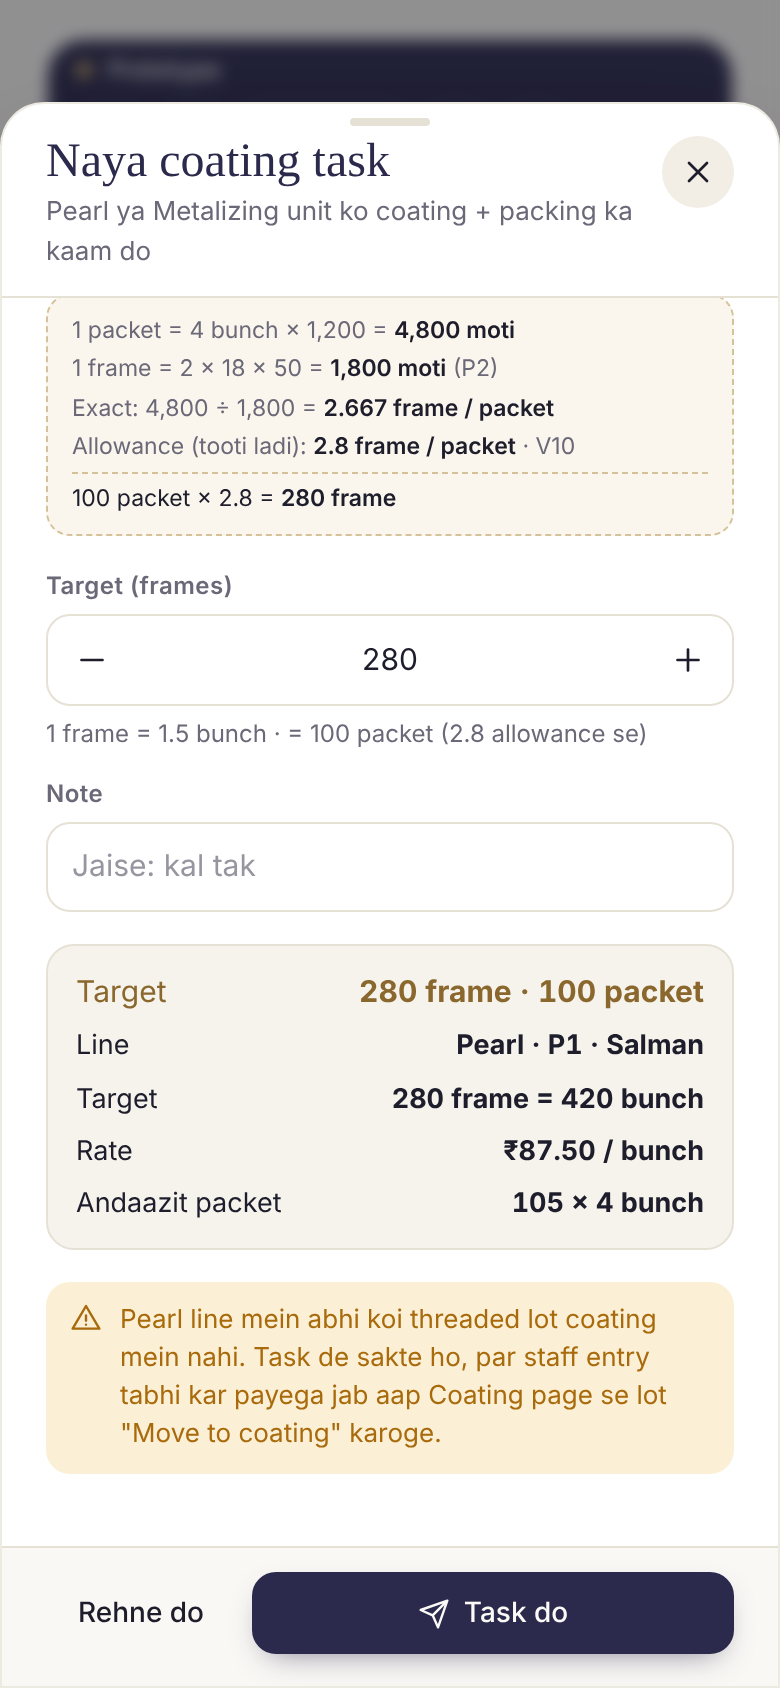 Prototype
Naya coating task
Pearl ya Metalizing unit ko coating + packing ka
kaam do
1 packet = 4 bunch × 1,200 = 4,800 moti
1 frame = 2 × 18 × 50 = 1,800 moti (P2)
Exact: 4,800 ÷ 1,800 = 2.667 frame / packet
Allowance (tooti ladi): 2.8 frame / packet · V10
100 packet × 2.8 = 280 frame
Target (frames)
280
1 frame = 1.5 bunch · = 100 packet (2.8 allowance se)
Note
Jaise: kal tak
Target 280 frame · 100 packet
Line Pearl · P1 · Salman
Target 280 frame = 420 bunch
Rate ₹87.50 / bunch
Andaazit packet 105 × 4 bunch
Pearl line mein abhi koi threaded lot coating
mein nahi. Task de sakte ho, par staff entry
tabhi kar payega jab aap Coating page se lot
"Move to coating" karoge.
Rehne do
Task do